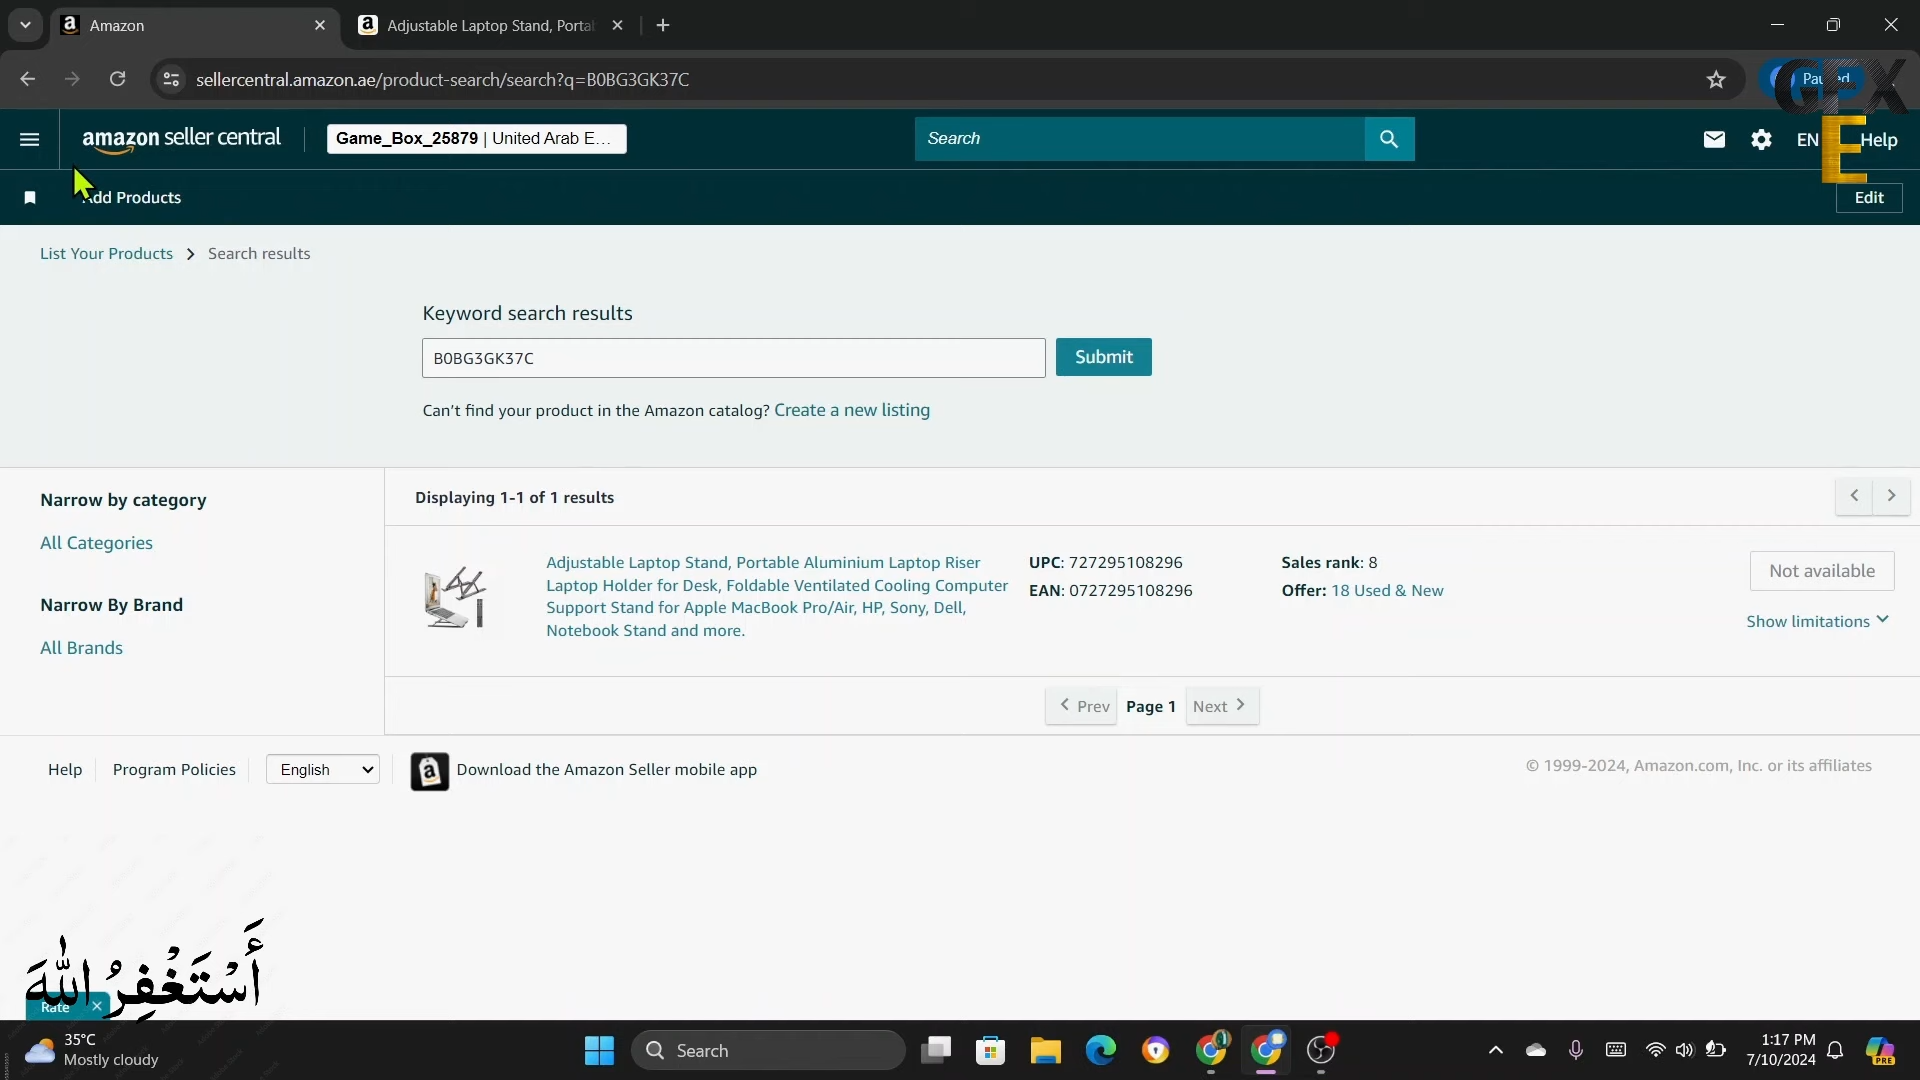 Amazon
Adjustable Laptop Stand, Porta
sellercentral.amazon.ae/product-search/search?q=B0BG3GK37C
Paused
GFX
E
amazon seller central
Game_Box_25879 | United Arab E...
Search
EN
Help
Add Products
Edit
List Your Products
Search results
Keyword search results
B0BG3GK37C
Submit
Can't find your product in the Amazon catalog? Create a new listing
Narrow by category
All Categories
Narrow By Brand
All Brands
Displaying 1-1 of 1 results
Adjustable Laptop Stand, Portable Aluminium Laptop Riser
Laptop Holder for Desk, Foldable Ventilated Cooling Computer
Support Stand for Apple MacBook Pro/Air, HP, Sony, Dell,
Notebook Stand and more.
UPC: 727295108296
EAN: 0727295108296
Sales rank: 8
Offer: 18 Used & New
Not available
Show limitations
Prev Page 1 Next
Help
Program Policies
English
Download the Amazon Seller mobile app
© 1999-2024, Amazon.com, Inc. or its affiliates
أَسْتَغْفِرُ اللهَ
Rate
35°C
Mostly cloudy
Search
1:17 PM
7/10/2024
PRE